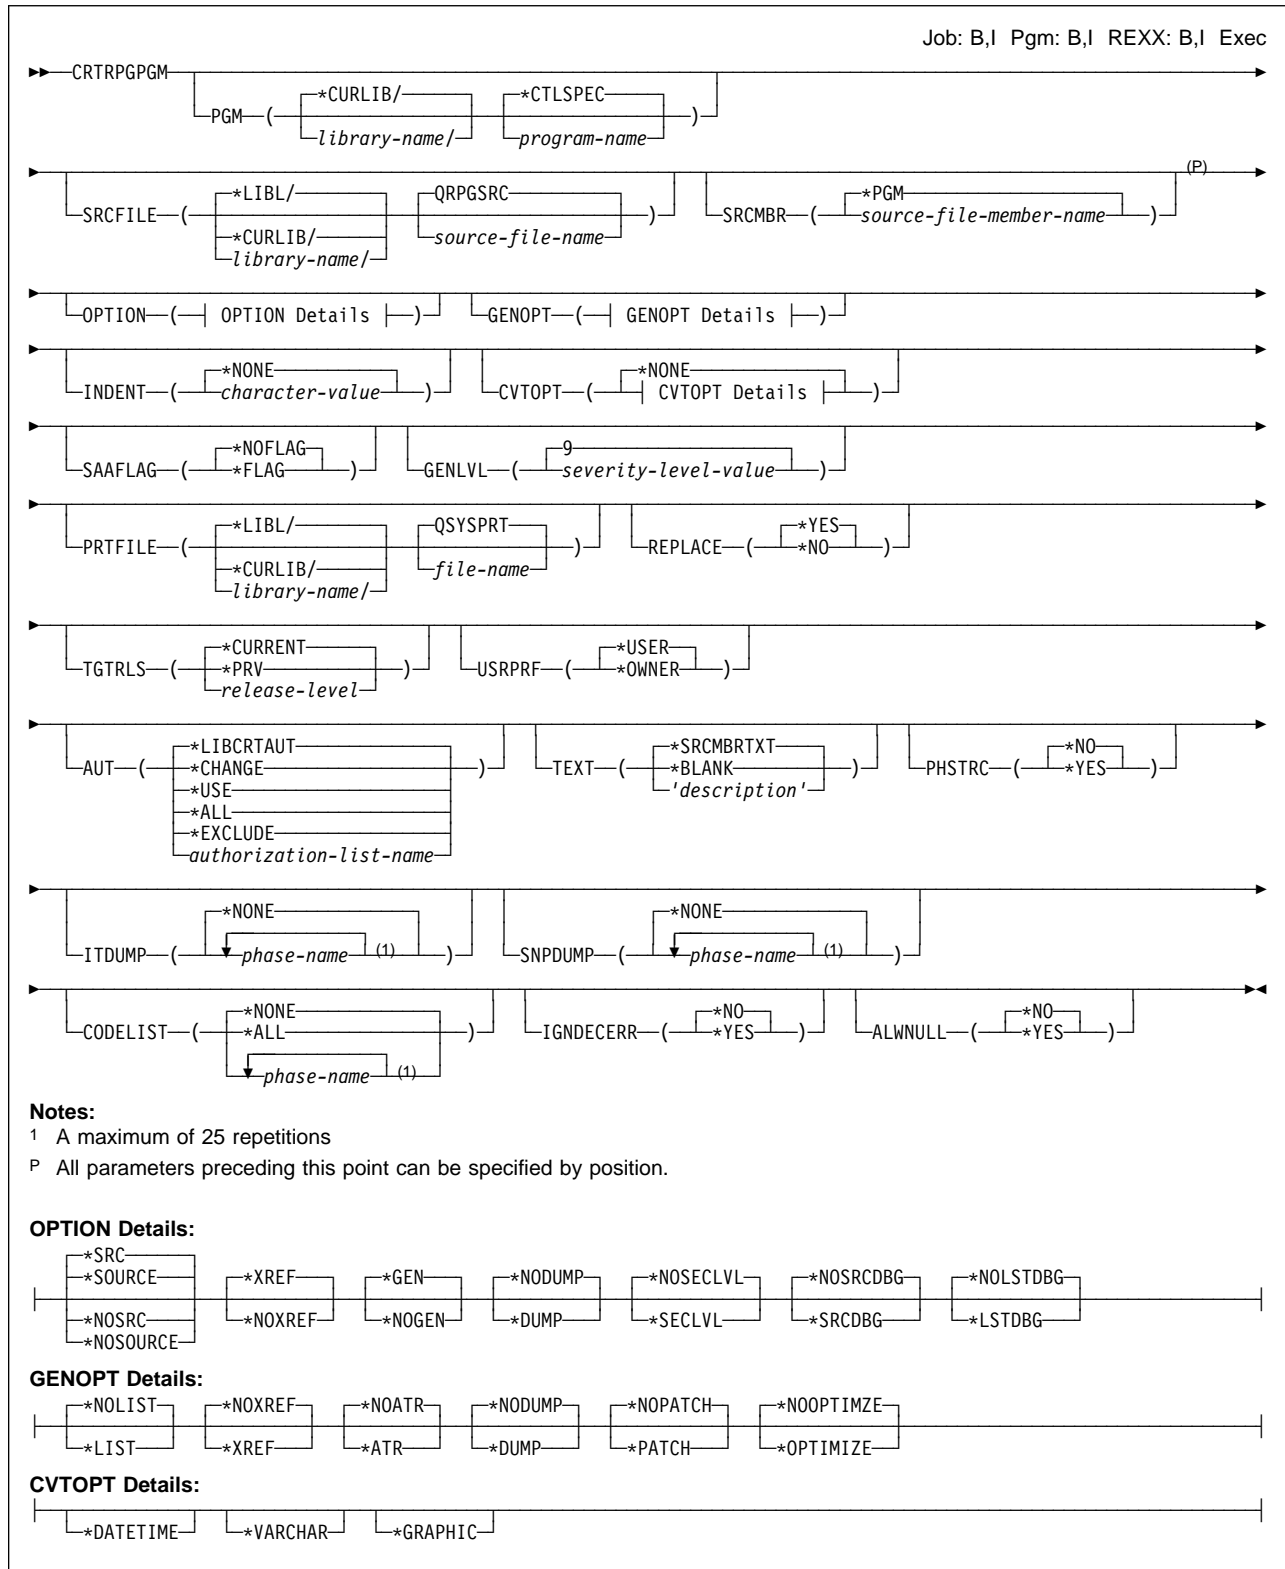 Job: B,I Pgm: B,I REXX: B,I Exec
CRTRPGPGM
*CURLIB/ *CTLSPEC
PGM ( )
library-name/ program-name
(P)
*LIBL/ QRPGSRC *PGM
SRCFILE ( ) SRCMBR ( source-file-member-name )
*CURLIB/ source-file-name
library-name/
OPTION ( OPTION Details ) GENOPT ( GENOPT Details )
*NONE *NONE
INDENT ( character-value ) CVTOPT ( CVTOPT Details )
*NOFLAG 9
SAAFLAG ( *FLAG ) GENLVL ( severity-level-value )
*LIBL/ QSYSPRT *YES
PRTFILE ( ) REPLACE ( *NO )
*CURLIB/ file-name
library-name/
*CURRENT *USER
TGTRLS ( *PRV ) USRPRF ( *OWNER )
release-level
*LIBCRTAUT *SRCMBRTXT *NO
AUT ( *CHANGE ) TEXT ( *BLANK ) PHSTRC ( *YES )
*USE 'description'
*ALL
*EXCLUDE
authorization-list-name
*NONE *NONE
ITDUMP ( phase-name (1) ) SNPDUMP ( phase-name (1) )
*NONE *NO *NO
CODELIST ( *ALL ) IGNDECERR ( *YES ) ALWNULL ( *YES )
phase-name (1)
Notes:
1 A maximum of 25 repetitions
P All parameters preceding this point can be specified by position.
OPTION Details:
*SRC
*SOURCE *XREF *GEN *NODUMP *NOSECLVL *NOSRCDBG *NOLSTDBG
*NOSRC *NOXREF *NOGEN *DUMP *SECLVL *SRCDBG *LSTDBG
*NOSOURCE
GENOPT Details:
*NOLIST *NOXREF *NOATR *NODUMP *NOPATCH *NOOPTIMZE
*LIST *XREF *ATR *DUMP *PATCH *OPTIMIZE
CVTOPT Details:
*DATETIME *VARCHAR *GRAPHIC